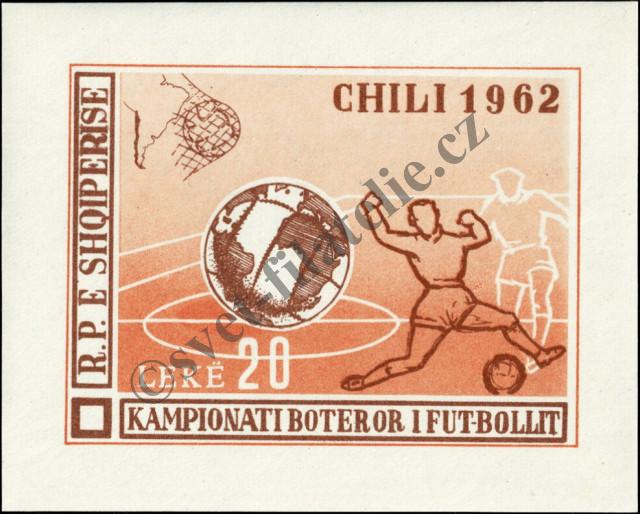 CHILI 1962
R.P.E SHQIPERISE
LEKË 20
KAMPIONATI BOTEROR I FUT-BOLLIT
©svet-filatelie.cz